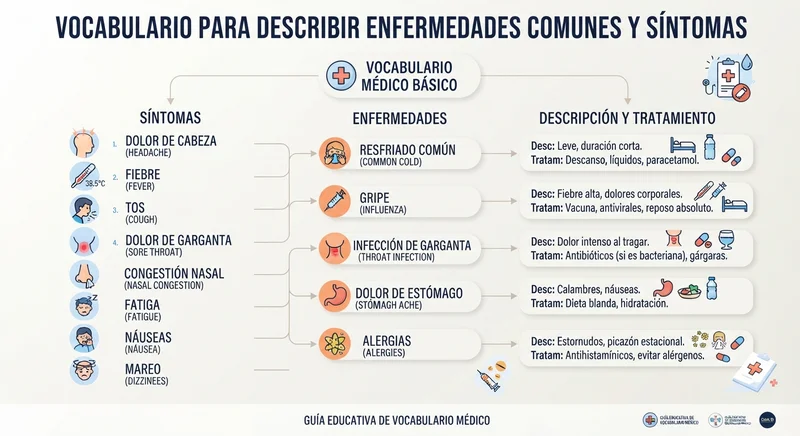 VOCABULARIO PARA DESCRIBIR ENFERMEDADES COMUNES Y SÍNTOMAS
VOCABULARIO
MÉDICO BÁSICO
SÍNTOMAS
1. DOLOR DE CABEZA
(HEADACHE)
2. FIEBRE
(FEVER)
38.5°C
3. TOS
(COUGH)
4. DOLOR DE GARGANTA
(SORE THROAT)
CONGESTIÓN NASAL
(NASAL CONGESTION)
FATIGA
(FATIGUE)
NÁUSEAS
(NÁUSEA)
MAREO
(DIZZINEES)
ENFERMEDADES
RESFRIADO COMÚN
(COMMON COLD)
GRIPE
(INFLUENZA)
INFECCIÓN DE GARGANTA
(THROAT INFECTION)
DOLOR DE ESTÓMAGO
(STÓMAGH ACHE)
ALERGIAS
(ALERGIES)
DESCRIPCIÓN Y TRATAMIENTO
Desc: Leve, duración corta.
Tratam: Descanso, líquidos, paracetamol.
Desc: Fiebre alta, dolores corporales.
Tratam: Vacuna, antivirales, reposo absoluto.
Desc: Dolor intenso al tragar.
Tratam: Antibióticos (si es bacteriana), gárgaras.
Desc: Calambres, náuseas.
Tratam: Dieta blanda, hidratación.
Desc: Estornudos, picazón estacional.
Tratam: Antihistamínicos, evitar alérgenos.
GUÍA EDUCATIVA DE VOCABULARIO MÉDICO